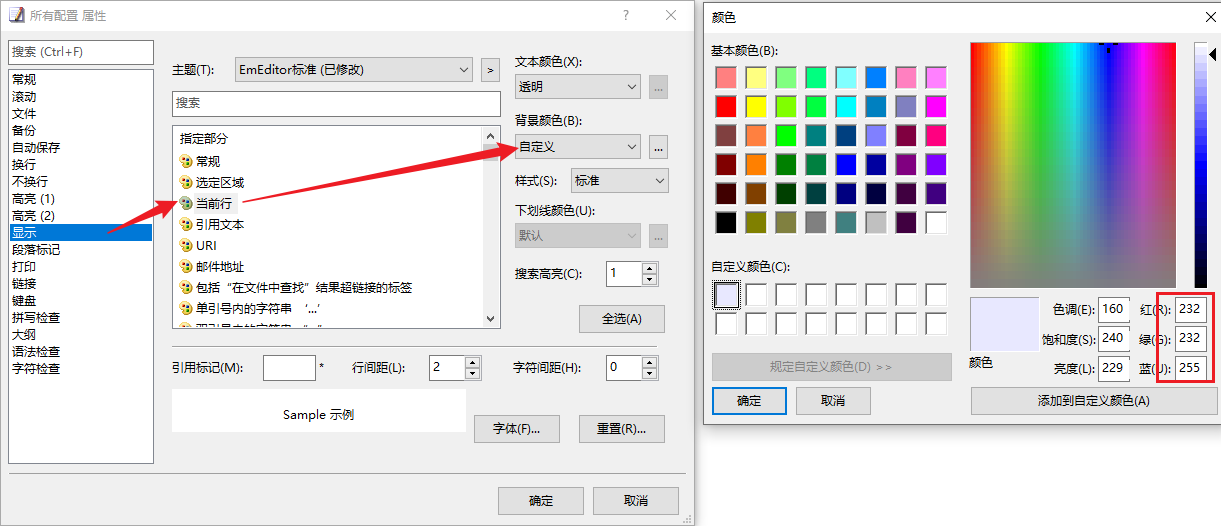 所有配置 属性
搜索 (Ctrl+F)
常规
滚动
文件
备份
自动保存
换行
不换行
高亮 (1)
高亮 (2)
显示
段落标记
打印
链接
键盘
拼写检查
大纲
语法检查
字符检查
主题(T):
EmEditor标准 (已修改)
>
搜索
指定部分
常规
选定区域
当前行
引用文本
URI
邮件地址
包括“在文件中查找”结果超链接的标签
单引号内的字符串 ‘...’
文本颜色(X):
透明
...
背景颜色(B):
自定义
...
样式(S):
标准
下划线颜色(U):
默认
...
搜索高亮(C):
1
全选(A)
引用标记(M):
*
行间距(L):
2
字符间距(H):
0
Sample 示例
字体(F)...
重置(R)...
确定
取消
颜色
基本颜色(B):
自定义颜色(C):
规定自定义颜色(D) >>
确定
取消
颜色
色调(E):
160
红(R):
232
饱和度(S):
240
绿(G):
232
亮度(L):
229
蓝(U):
255
添加到自定义颜色(A)